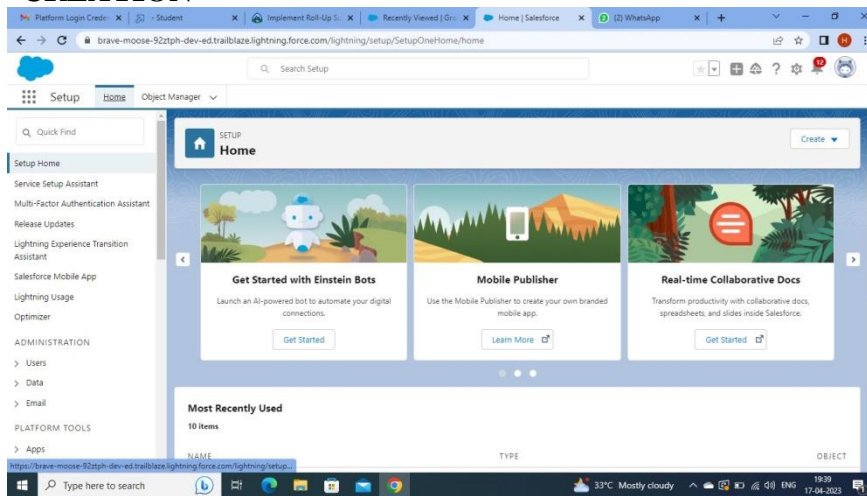 CREATION
Platform Login Creden
- Student
Implement Roll-Up Su
Recently Viewed | Gro
Home | Salesforce
(2) WhatsApp
brave-moose-92ztph-dev-ed.trailblaze.lightning.force.com/lightning/setup/SetupOneHome/home
H
Search Setup
12
Setup Home Object Manager
Quick Find
SETUP
Home
Create
Setup Home
Service Setup Assistant
Multi-Factor Authentication Assistant
Release Updates
Lightning Experience Transition
Assistant
Salesforce Mobile App
Lightning Usage
Optimizer
ADMINISTRATION
> Users
> Data
> Email
PLATFORM TOOLS
> Apps
Get Started with Einstein Bots
Launch an AI-powered bot to automate your digital
connections.
Get Started
Mobile Publisher
Use the Mobile Publisher to create your own branded
mobile app.
Learn More
Real-time Collaborative Docs
Transform productivity with collaborative docs,
spreadsheets, and slides inside Salesforce.
Get Started
Most Recently Used
10 items
NAME TYPE OBJECT
https://brave-moose-92ztph-dev-ed.trailblaze.lightning.force.com/lightning/setup...
Type here to search
33°C Mostly cloudy
ENG
19:39
17-04-2023